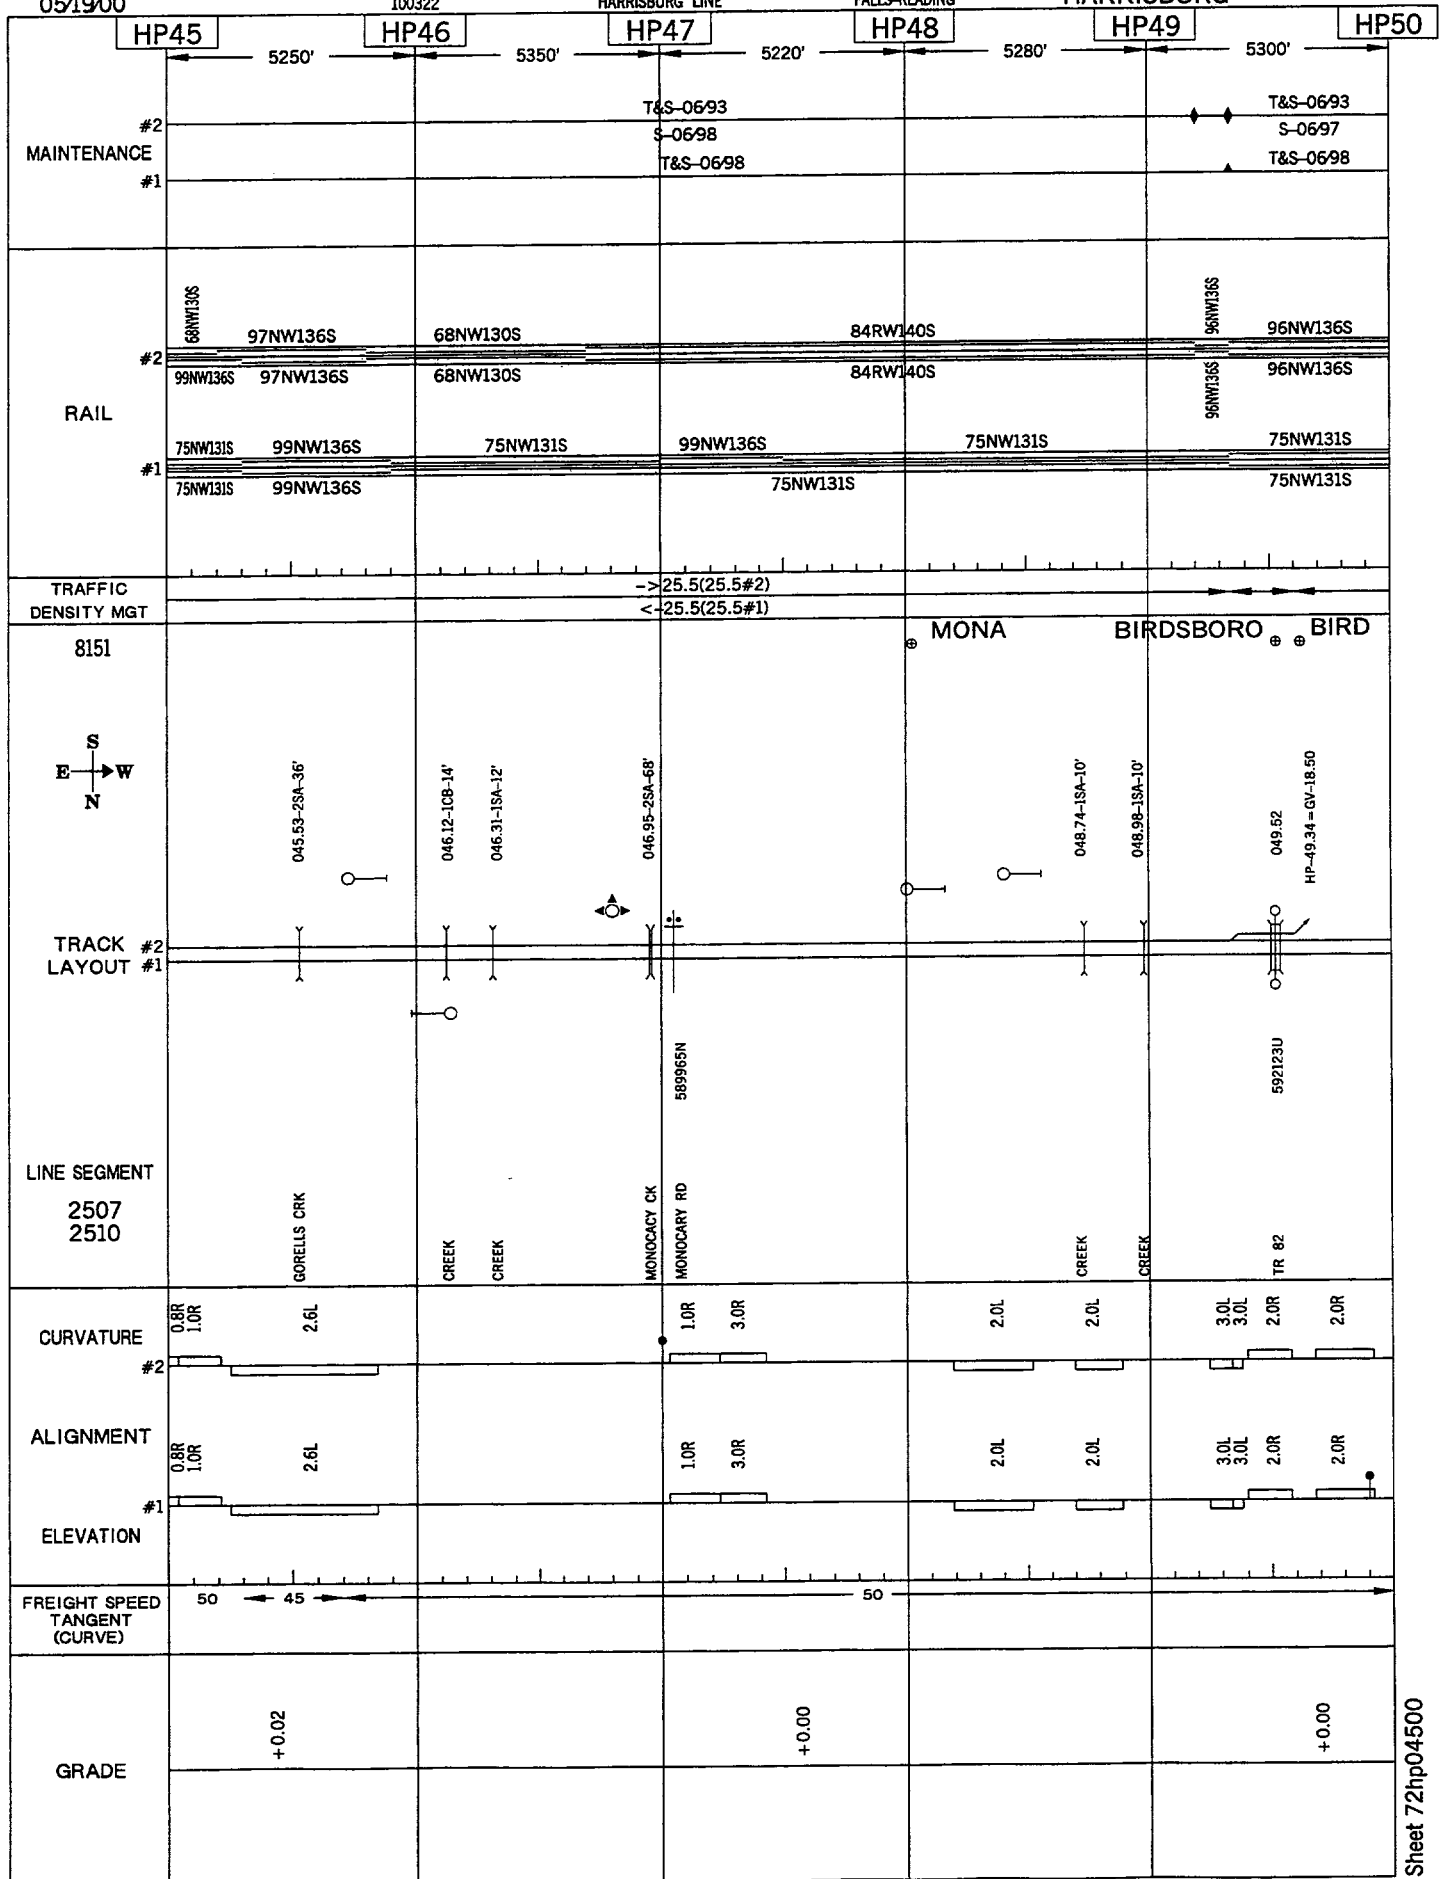 05/19/00 100322 HARRISBURG LINE FALLS-READING HARRISBURG
HP45 HP46 HP47 HP48 HP49 HP50
5250' 5350' 5220' 5280' 5300'
T&S-06/93 T&S-06/93
#2
S-06/98 S-06/97
MAINTENANCE
T&S-06/98 T&S-06/98
#1
68NW130S 96NW136S
97NW136S 68NW130S 84RW140S 96NW136S
#2
99NW136S 97NW136S 68NW130S 84RW140S 96NW136S 96NW136S
RAIL
75NW131S 99NW136S 75NW131S 99NW136S 75NW131S 75NW131S
#1
75NW131S 99NW136S 75NW131S 75NW131S
TRAFFIC
DENSITY MGT
->25.5(25.5#2)
<-25.5(25.5#1)
8151
MONA BIRDSBORO BIRD
S
E W
N
045.53-2SA-36'
046.12-1CB-14'
046.31-1SA-12'
046.95-2SA-68'
048.74-1SA-10'
048.98-1SA-10'
049.52
HP-49.34=GV-18.50
TRACK #2
LAYOUT #1
589965N
592123U
LINE SEGMENT
2507
2510
GORELLS CRK
CREEK
CREEK
MONOCACY CK
MONOCARY RD
CREEK
CREEK
TR 82
CURVATURE
0.8R 1.0R 2.6L 1.0R 3.0R 2.0L 2.0L 3.0L 3.0L 2.0R 2.0R
#2
ALIGNMENT
0.8R 1.0R 2.6L 1.0R 3.0R 2.0L 2.0L 3.0L 3.0L 2.0R 2.0R
#1
ELEVATION
FREIGHT SPEED
TANGENT
(CURVE)
50 45 50
GRADE
+0.02 +0.00 +0.00
Sheet 72hp04500